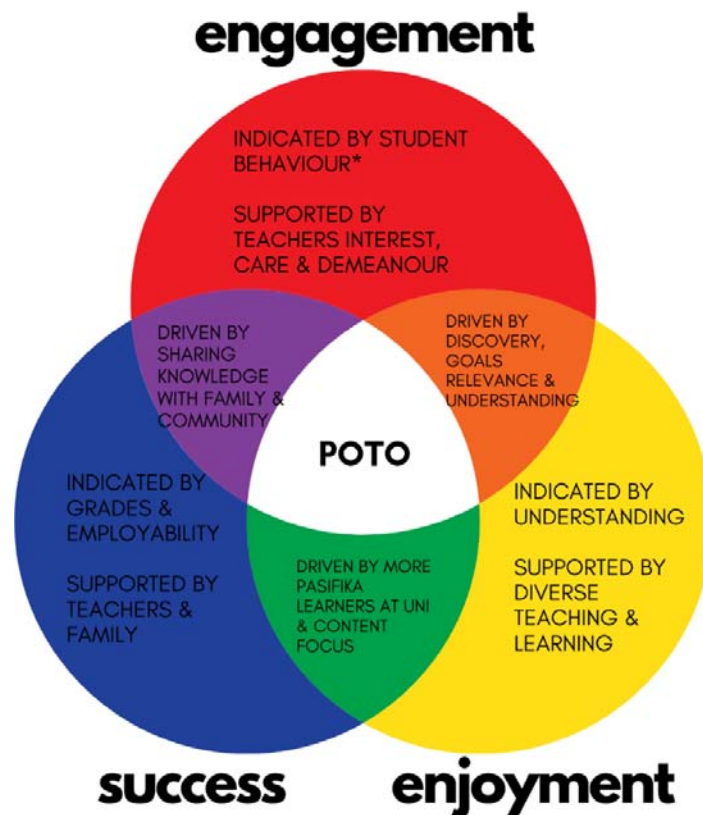 engagement
INDICATED BY STUDENT
BEHAVIOUR*
SUPPORTED BY
TEACHERS INTEREST,
CARE & DEMEANOUR
DRIVEN BY
SHARING
KNOWLEDGE
WITH FAMILY &
COMMUNITY
DRIVEN BY
DISCOVERY,
GOALS
RELEVANCE &
UNDERSTANDING
POTO
INDICATED BY
GRADES &
EMPLOYABILITY
SUPPORTED BY
TEACHERS &
FAMILY
DRIVEN BY MORE
PASIFIKA
LEARNERS AT UNI
& CONTENT
FOCUS
INDICATED BY
UNDERSTANDING
SUPPORTED BY
DIVERSE
TEACHING &
LEARNING
success
enjoyment